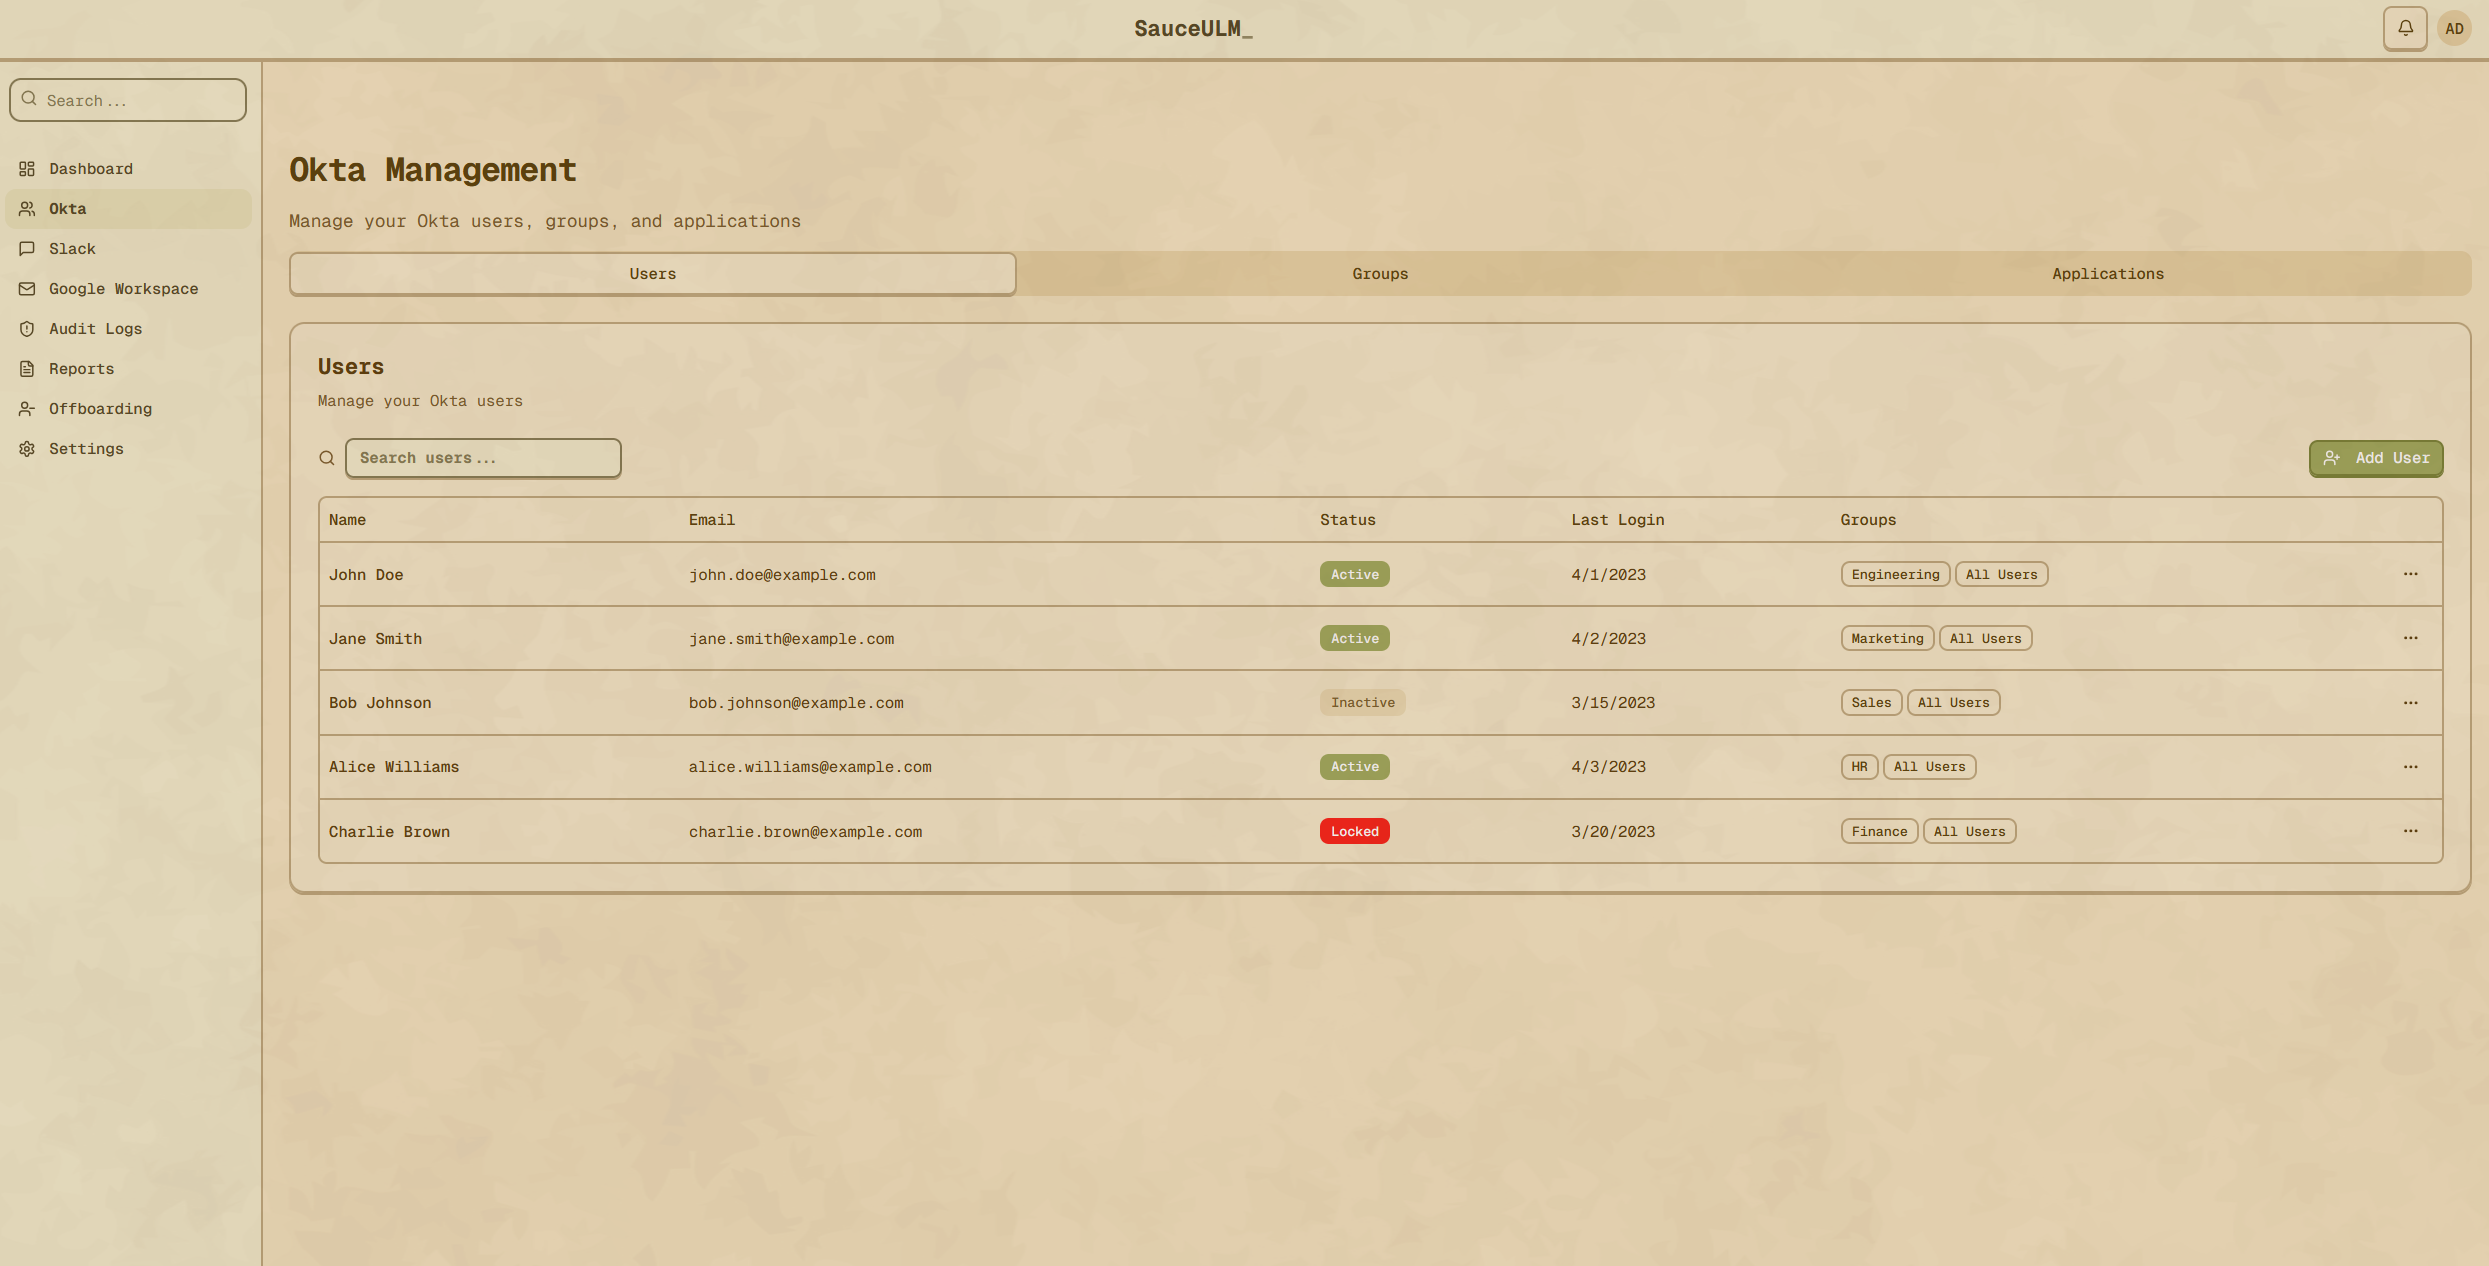 SauceULM_
AD
Search...
Dashboard
Okta
Slack
Google Workspace
Audit Logs
Reports
Offboarding
Settings
Okta Management
Manage your Okta users, groups, and applications
Users Groups Applications
Users
Manage your Okta users
Search users...
Add User
Name Email Status Last Login Groups
John Doe john.doe@example.com Active 4/1/2023 Engineering All Users
Jane Smith jane.smith@example.com Active 4/2/2023 Marketing All Users
Bob Johnson bob.johnson@example.com Inactive 3/15/2023 Sales All Users
Alice Williams alice.williams@example.com Active 4/3/2023 HR All Users
Charlie Brown charlie.brown@example.com Locked 3/20/2023 Finance All Users